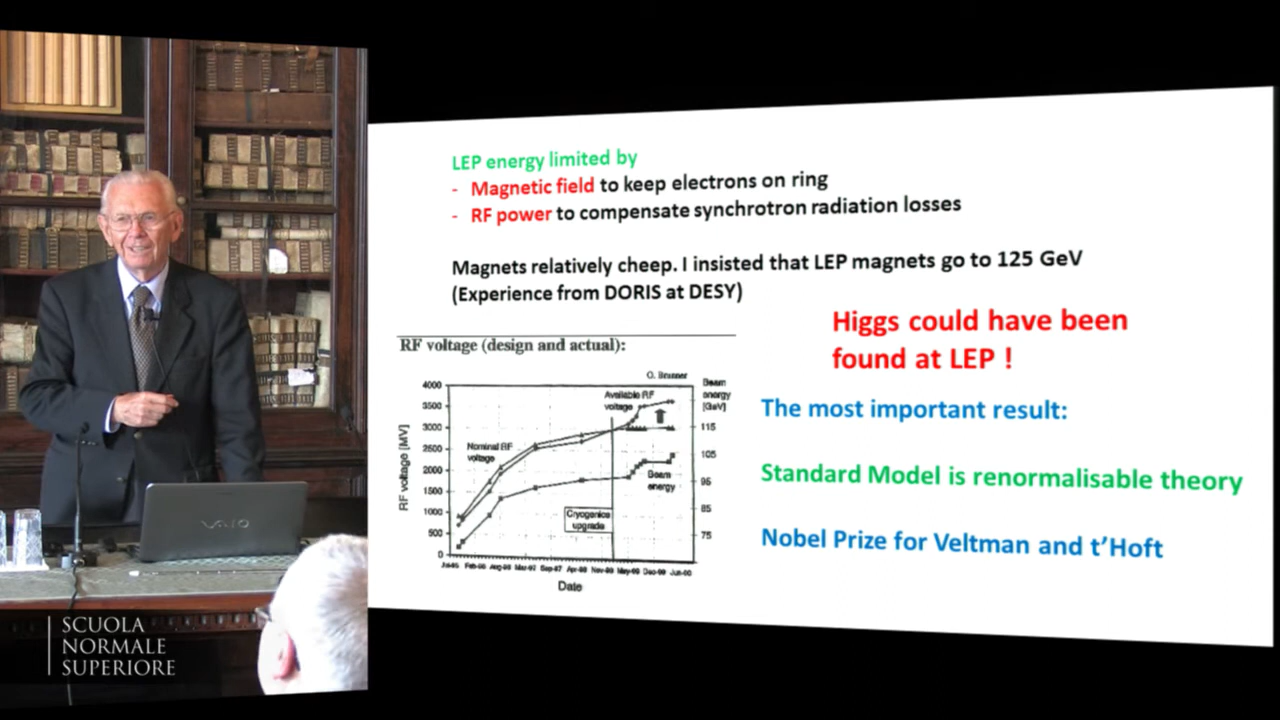 LEP energy limited by
- Magnetic field to keep electrons on ring
- RF power to compensate synchrotron radiation losses
Magnets relatively cheep. I insisted that LEP magnets go to 125 GeV
(Experience from DORIS at DESY)
Higgs could have been
found at LEP !
The most important result:
Standard Model is renormalisable theory
Nobel Prize for Veltman and t'Hoft
RF voltage (design and actual):
O. Brunner
Beam
energy
[GeV]
Available RF
voltage
Nominal RF
voltage
Beam
energy
Cryogenics
upgrade
RF voltage [MV]
4000
3500
3000
2500
2000
1500
1000
500
0
115
105
95
85
75
Date
VAIO
SCUOLA
NORMALE
SUPERIORE